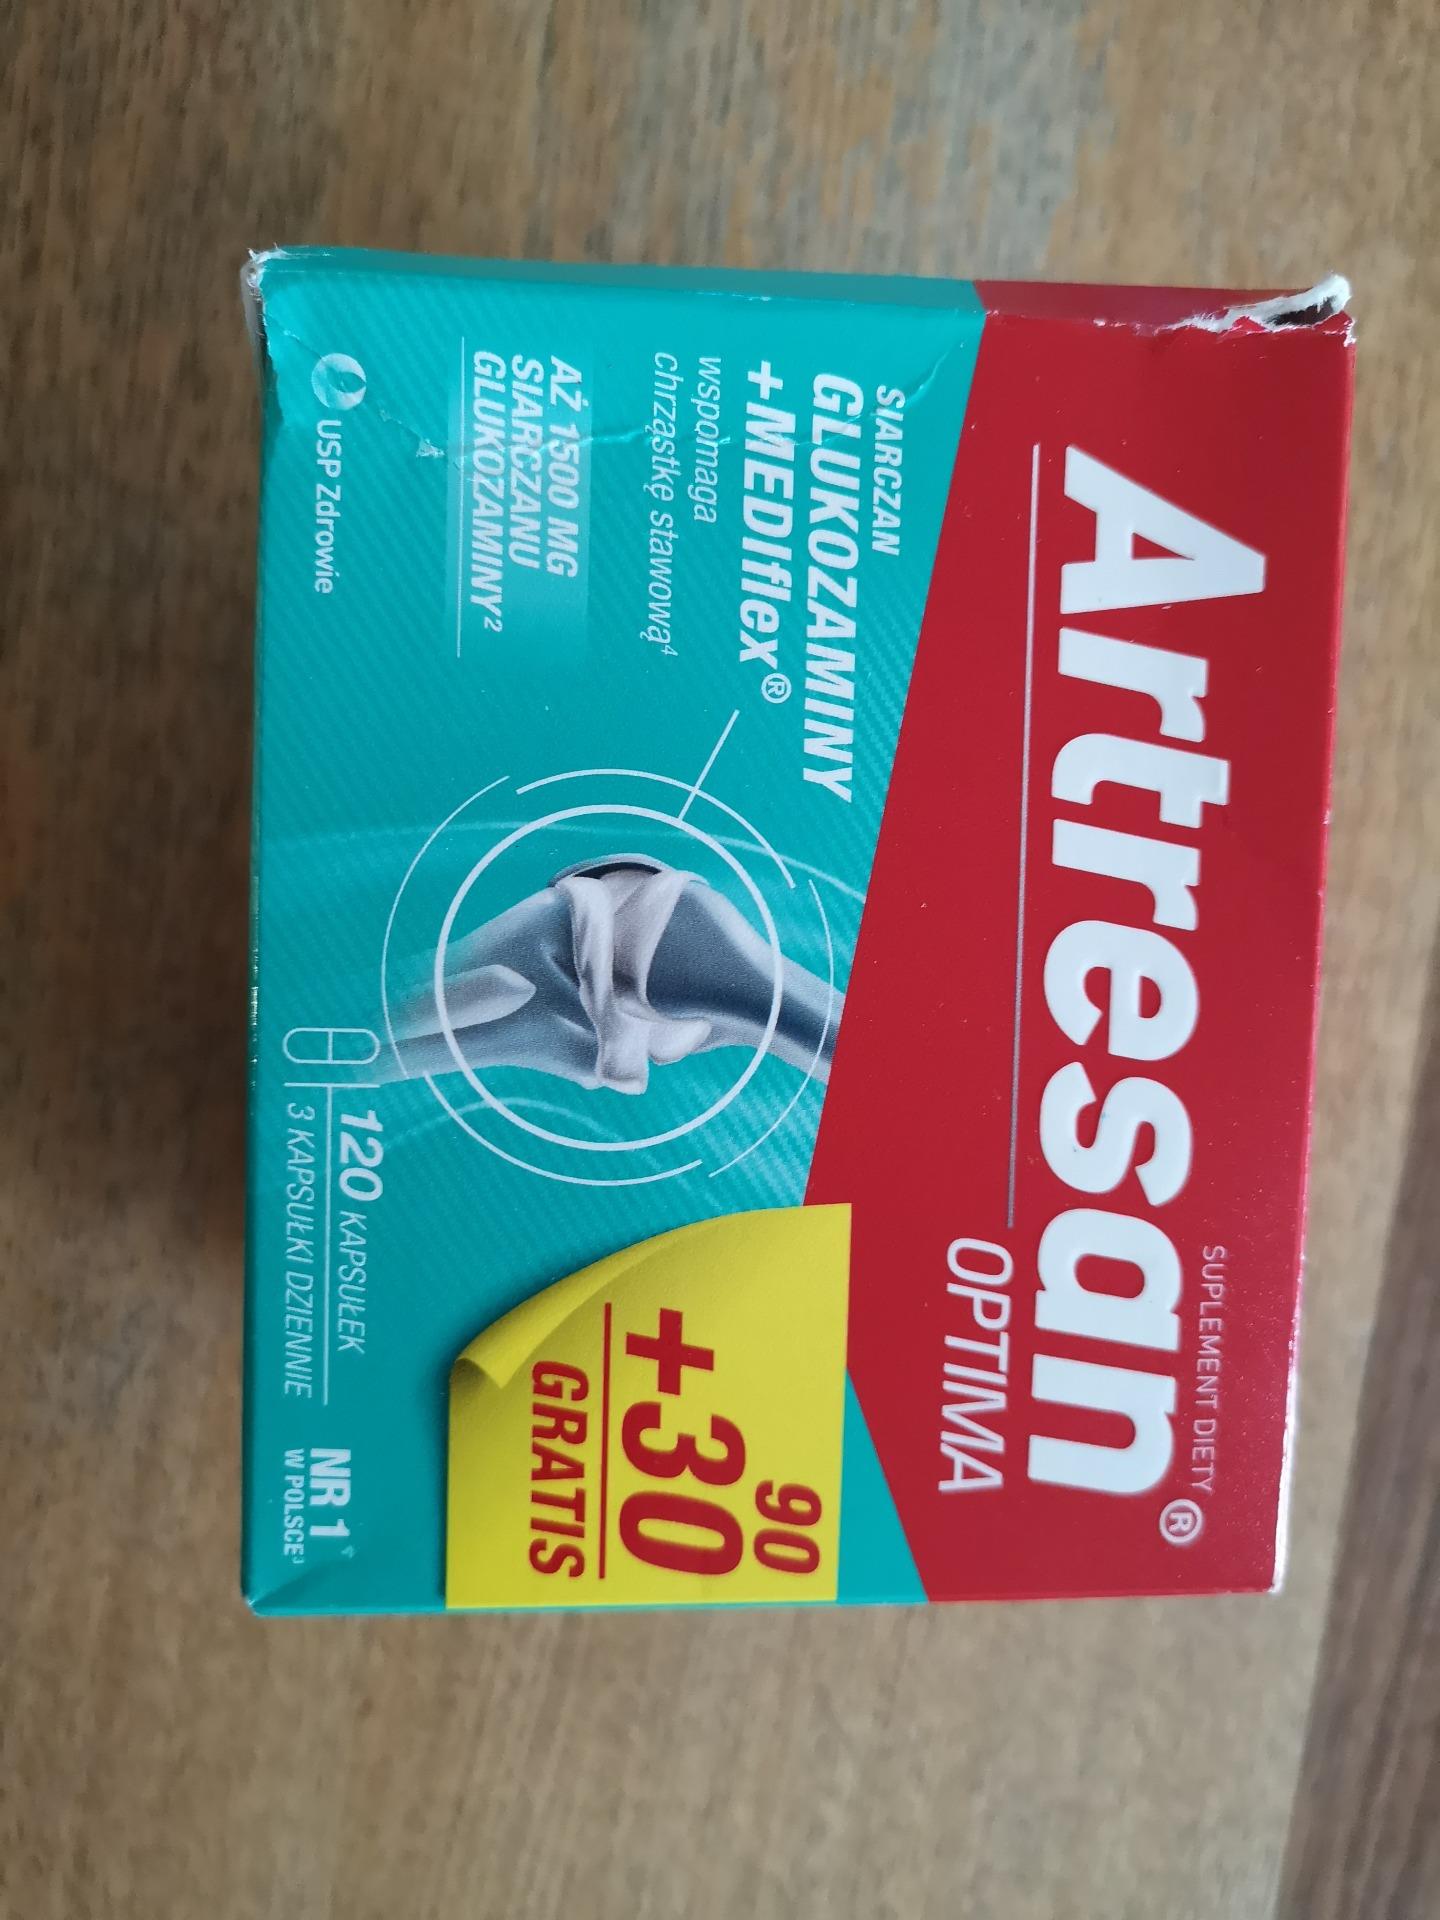 SUPLEMENT DIETY
Artresan®
OPTIMA
SIARCZAN
GLUKOZAMINY
+MEDIflex®
wspomaga
chrząstkę stawową⁴
AŻ 1500 MG
SIARCZANU
GLUKOZAMINY²
90
+30
GRATIS
USP Zdrowie
120 KAPSUŁEK
3 KAPSUŁKI DZIENNIE
NR 1
W POLSCE³